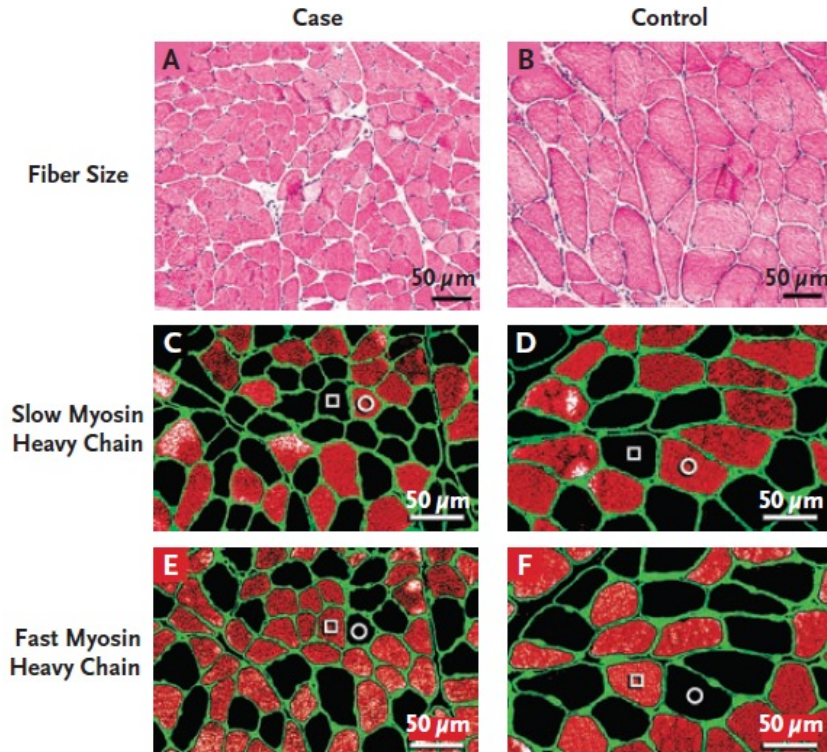 Case
Control
A
B
Fiber Size
50 µm
50 µm
C
D
Slow Myosin
Heavy Chain
50 µm
50 µm
E
F
Fast Myosin
Heavy Chain
50 µm
50 µm